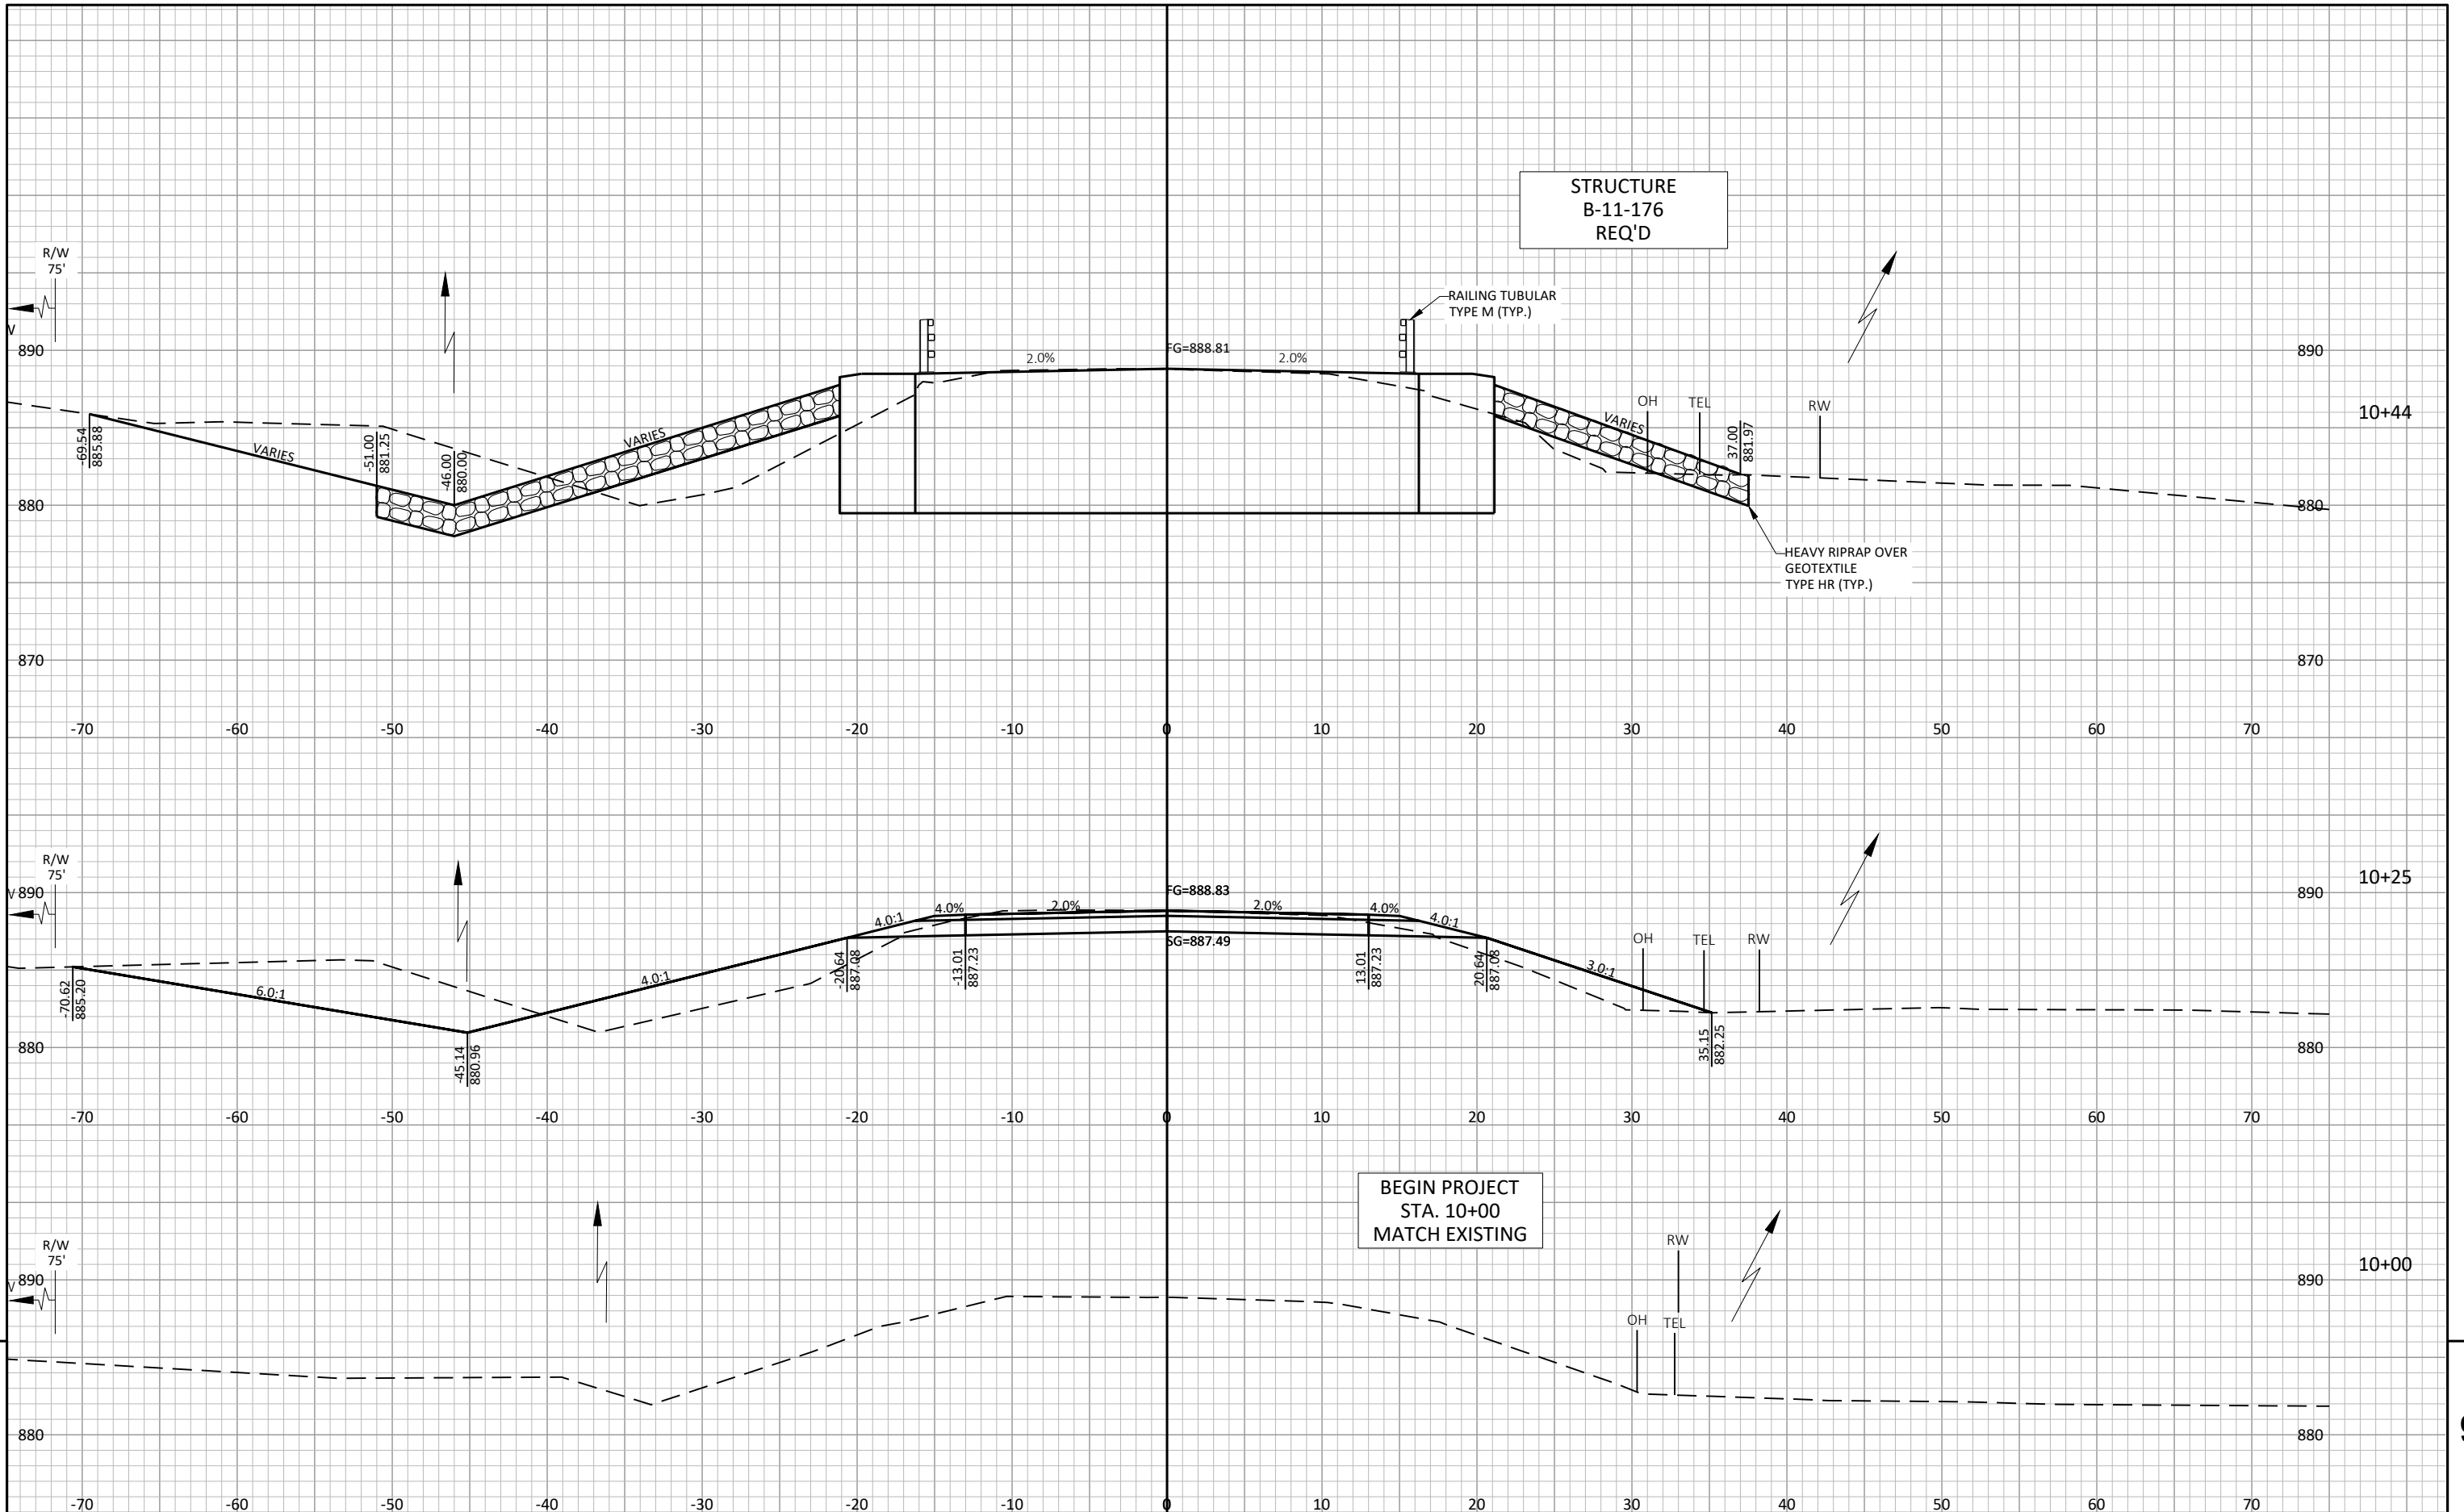 STRUCTURE
B-11-176
REQ'D
R/W
75'
RAILING TUBULAR
TYPE M (TYP.)
890
2.0%
FG=888.81
2.0%
890
OH
TEL
RW
10+44
-69.54
885.88
VARIES
-51.00
881.25
-46.00
880.00
VARIES
VARIES
37.00
881.97
880
880
HEAVY RIPRAP OVER
GEOTEXTILE
TYPE HR (TYP.)
870
870
-70 -60 -50 -40 -30 -20 -10 0 10 20 30 40 50 60 70
R/W
75'
890
FG=888.83
890
10+25
4.0:1
4.0%
2.0%
2.0%
4.0%
4.0:1
SG=887.49
OH
TEL
RW
-70.62
885.20
6.0:1
4.0:1
-20.64
887.08
-13.01
887.23
13.01
887.23
20.64
887.08
3.0:1
880
-45.14
880.96
35.15
882.25
880
-70 -60 -50 -40 -30 -20 -10 0 10 20 30 40 50 60 70
BEGIN PROJECT
STA. 10+00
MATCH EXISTING
R/W
75'
RW
890
890
10+00
OH
TEL
880
880
-70 -60 -50 -40 -30 -20 -10 0 10 20 30 40 50 60 70